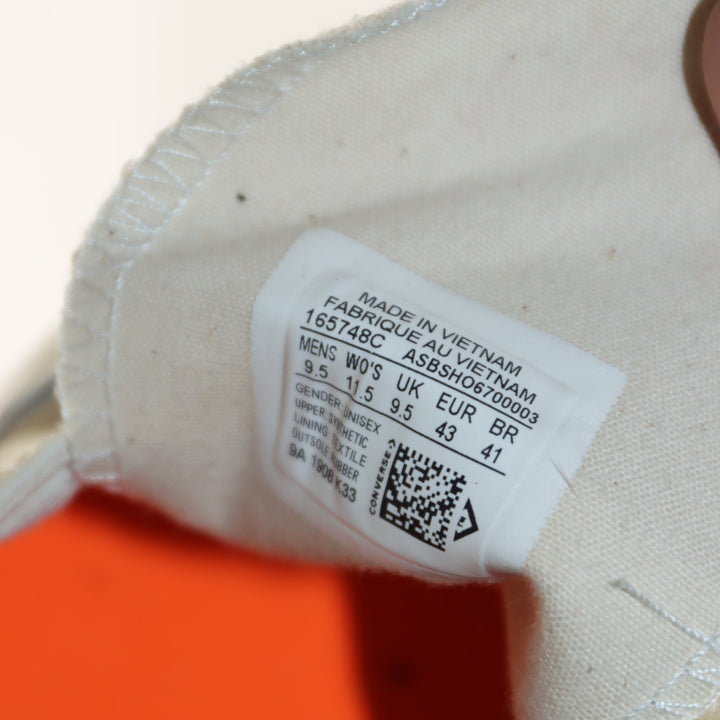 MADE IN VIETNAM
FABRIQUE AU VIETNAM
165748C ASBSHO6700003
MENS WO'S UK EUR BR
9.5 11.5 9.5 43 41
GENDER UNISEX
UPPER SYNTHETIC
LINING TEXTILE
OUTSOLE RUBBER
9A 1906 K33
CONVERSE